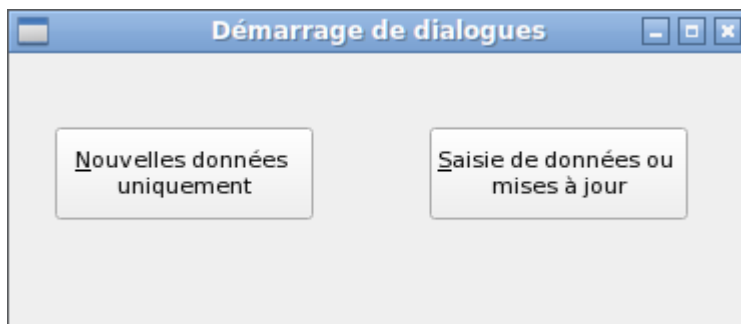 Démarrage de dialogues
Nouvelles données
uniquement
Saisie de données ou
mises à jour